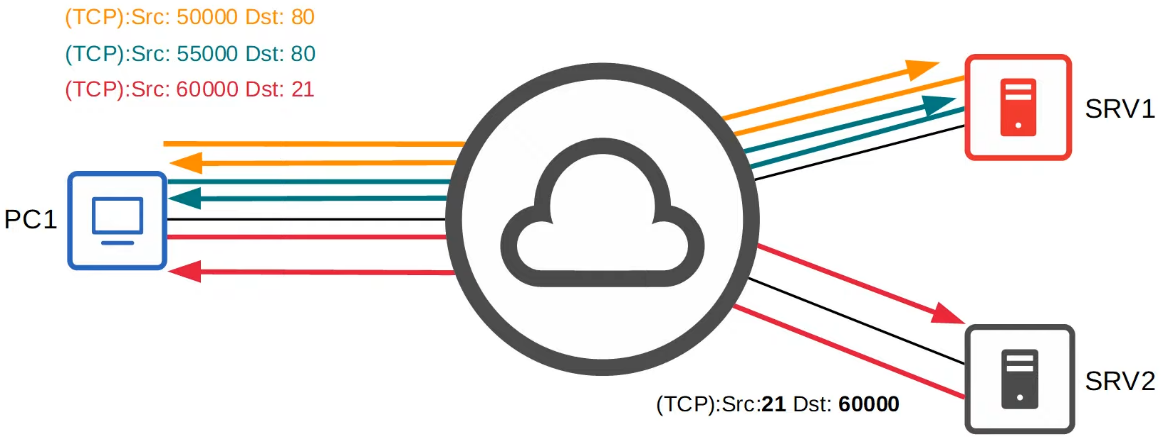 (TCP):Src: 50000 Dst: 80
(TCP):Src: 55000 Dst: 80
(TCP):Src: 60000 Dst: 21
SRV1
PC1
SRV2
(TCP):Src:21 Dst: 60000